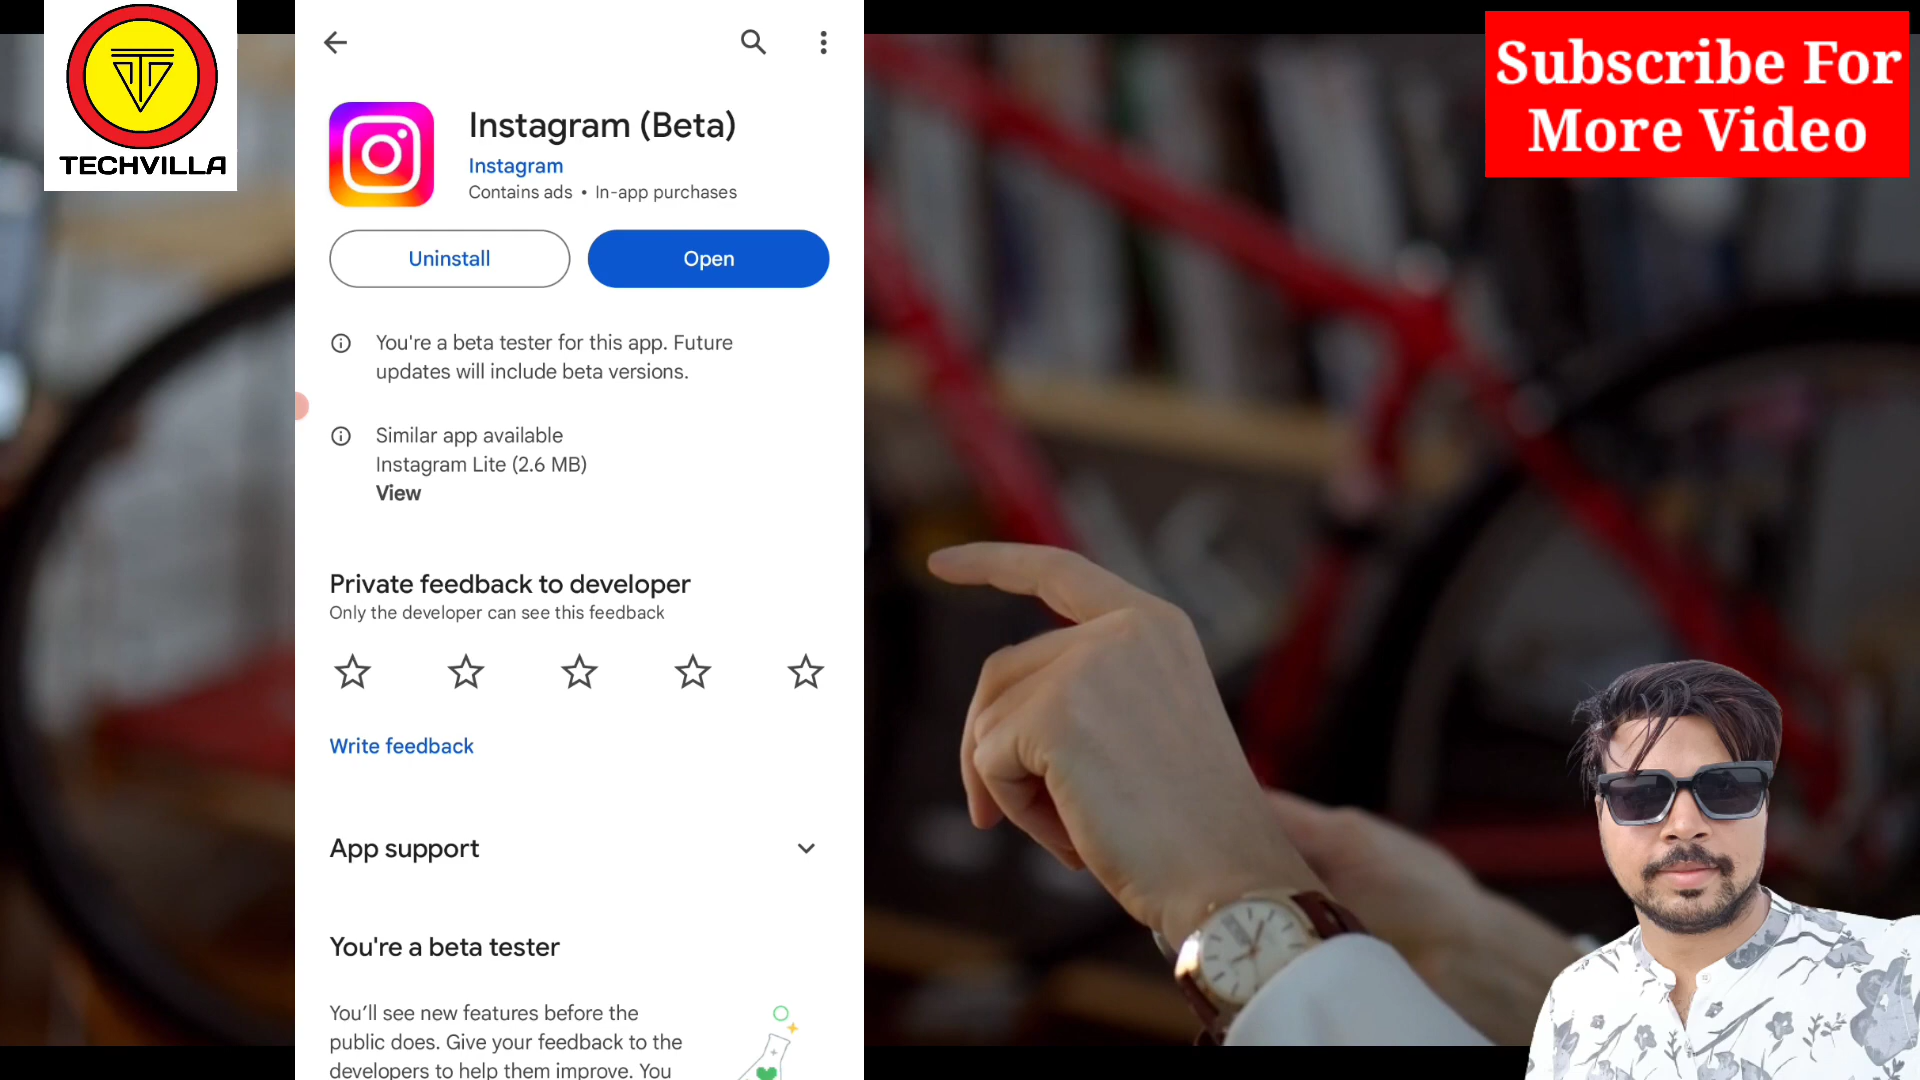 TECHVILLA
Subscribe For
More Video
Instagram (Beta)
Instagram
Contains ads • In-app purchases
Uninstall
Open
You're a beta tester for this app. Future
updates will include beta versions.
Similar app available
Instagram Lite (2.6 MB)
View
Private feedback to developer
Only the developer can see this feedback
Write feedback
App support
You're a beta tester
You’ll see new features before the
public does. Give your feedback to the
developers to help them improve. You